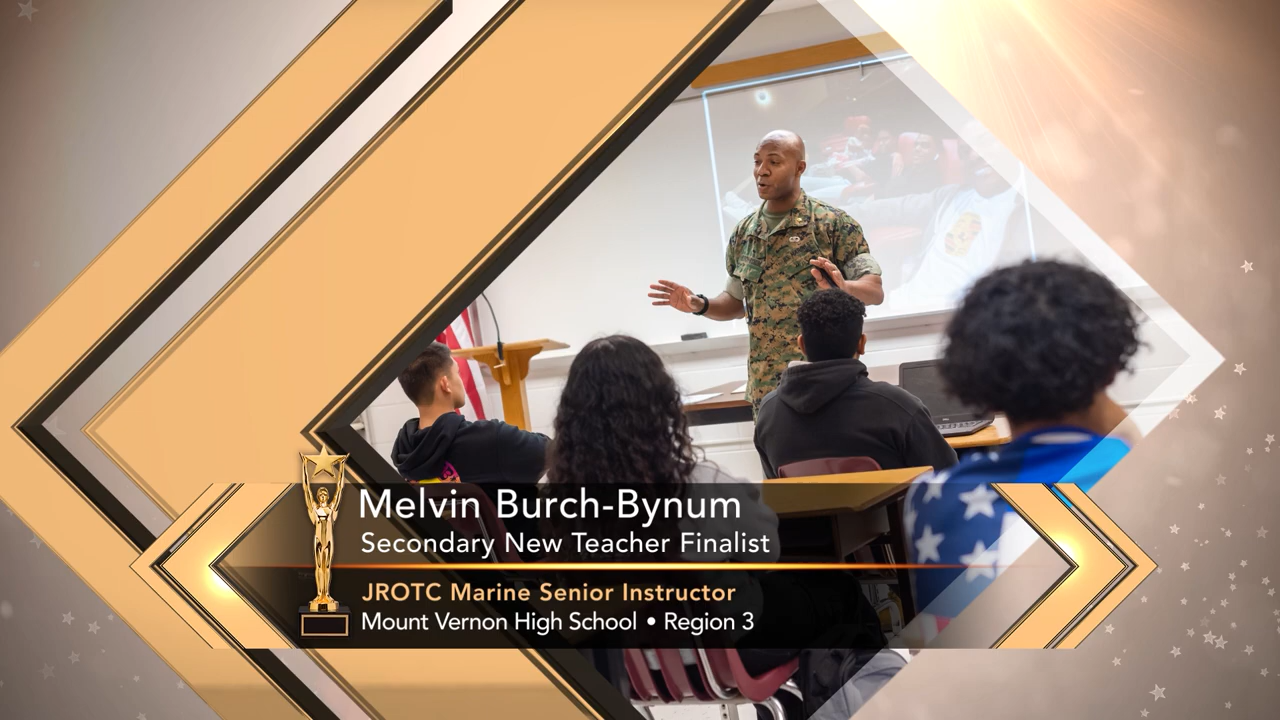 Melvin Burch-Bynum
Secondary New Teacher Finalist
JROTC Marine Senior Instructor
Mount Vernon High School • Region 3